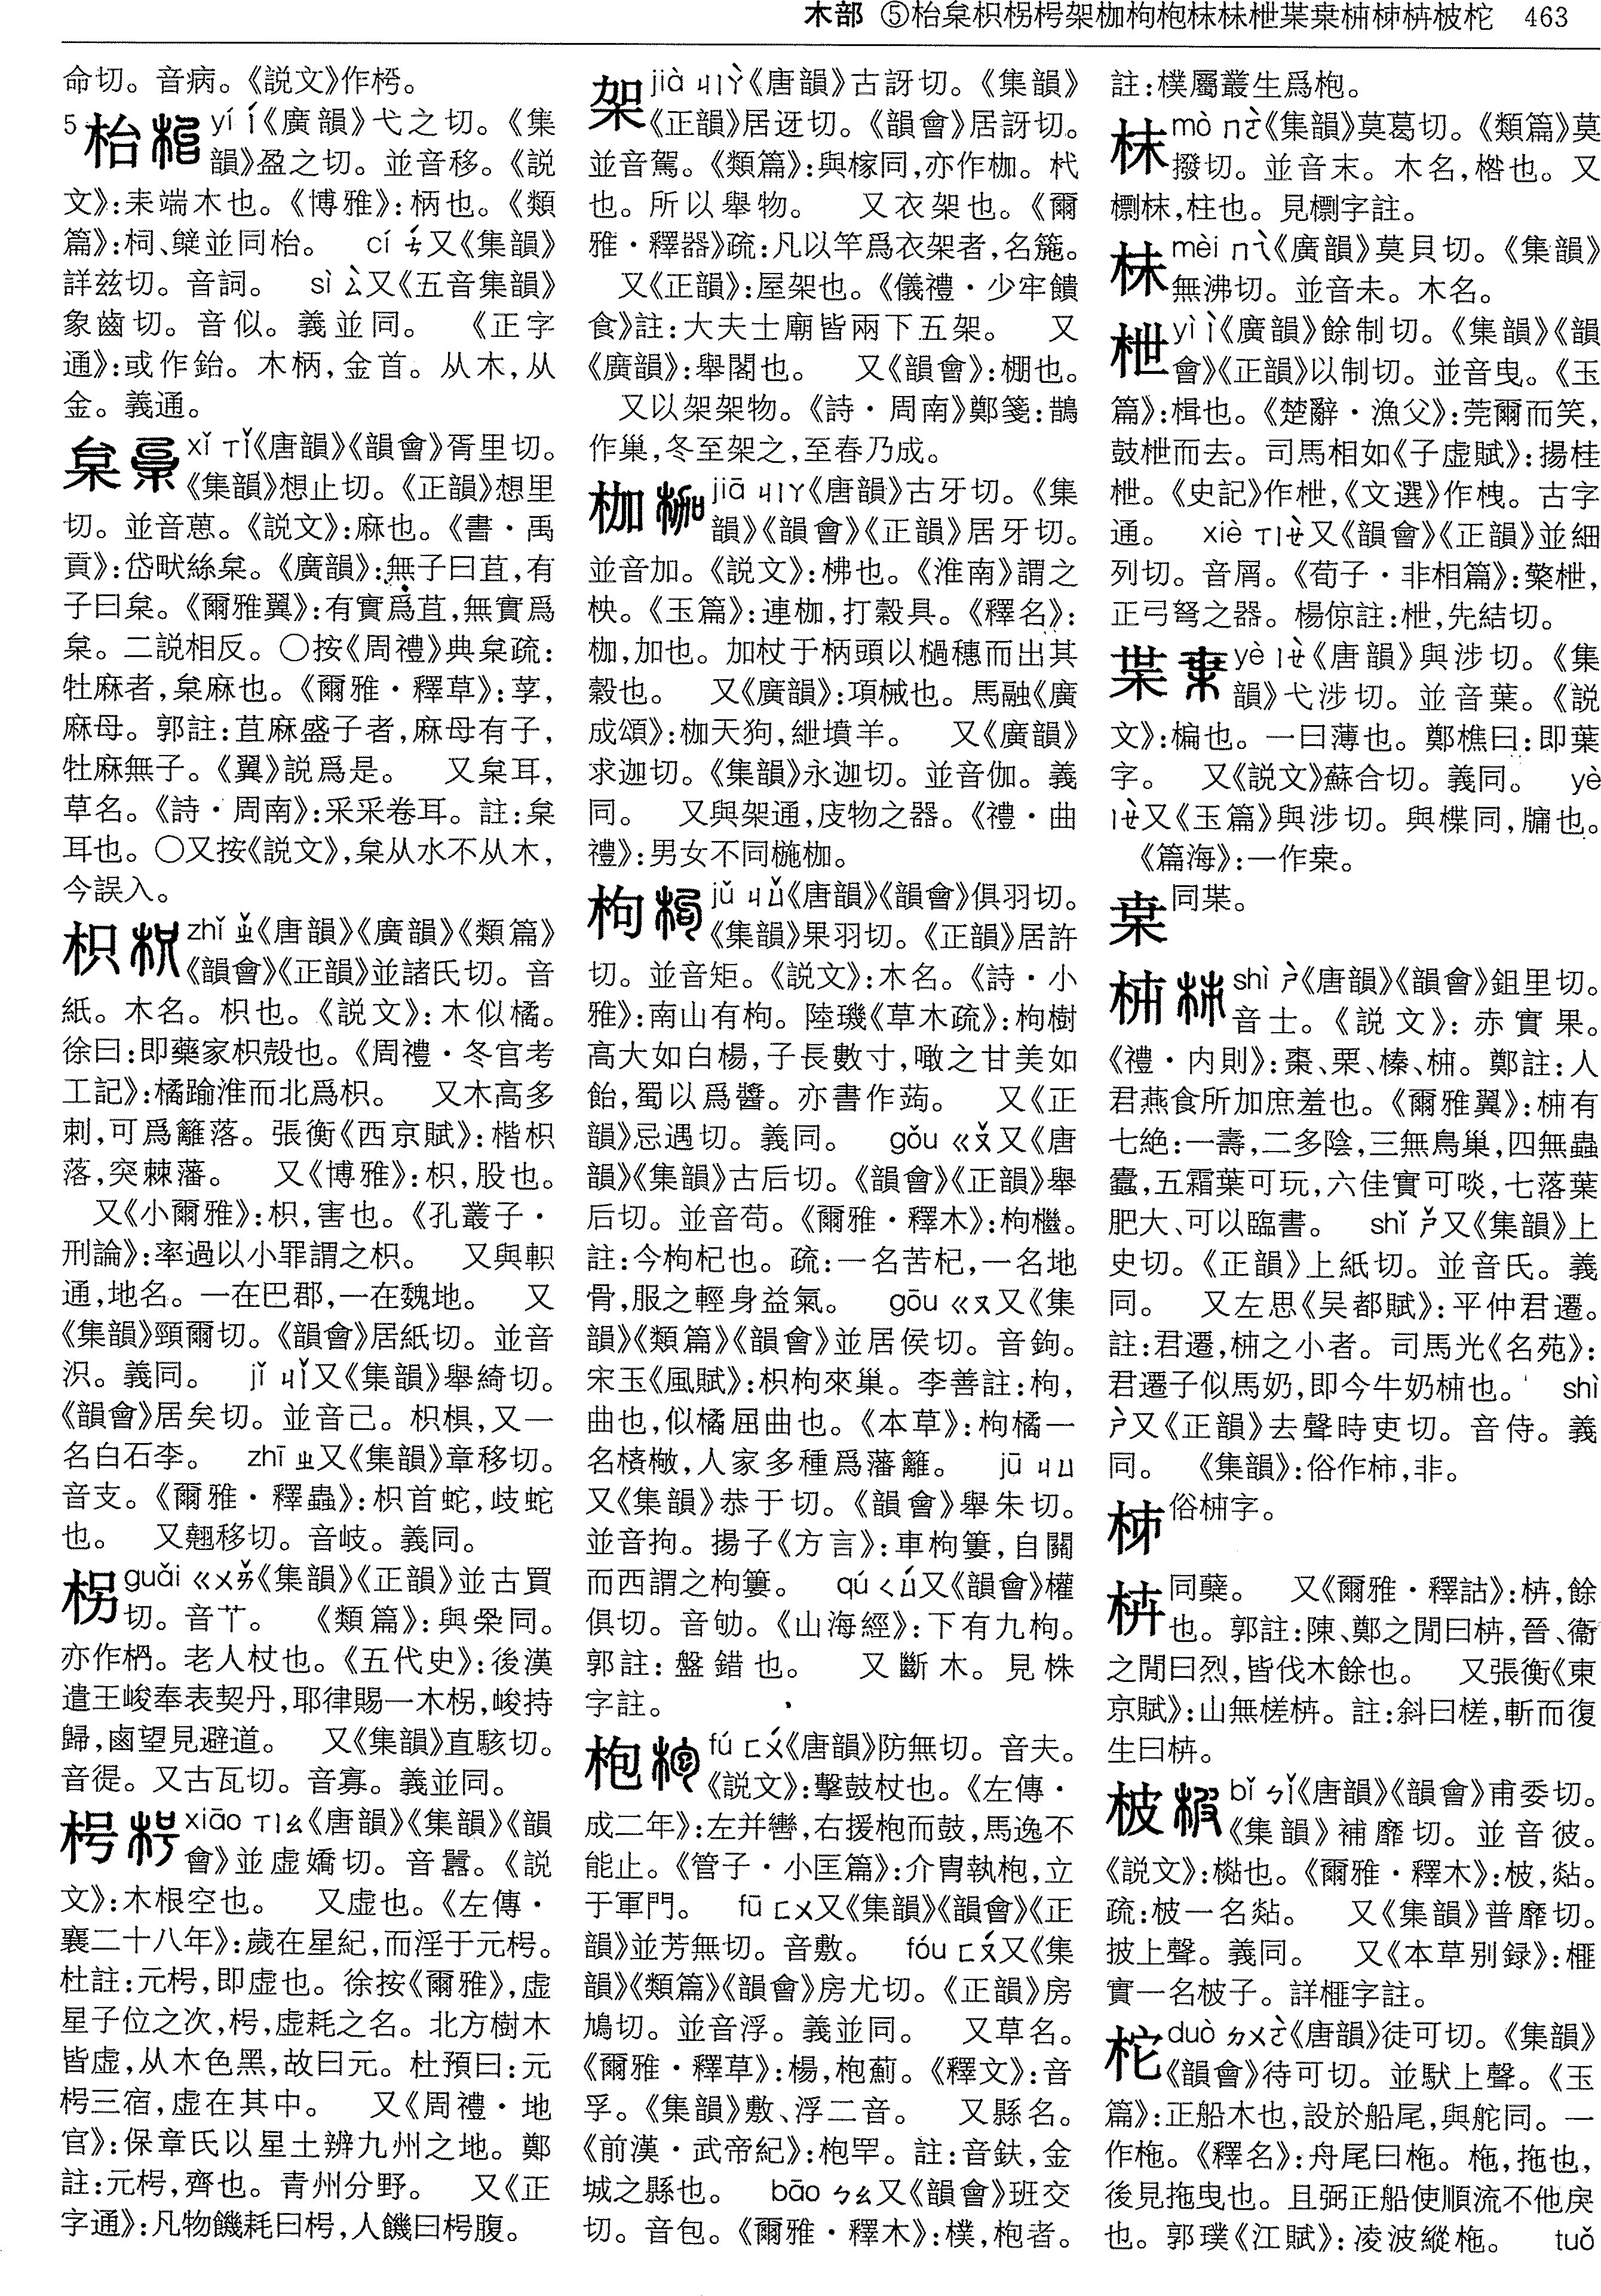 木部 ⑤枱枲枳柺枵架枷枸枹枺枺枻枼桒柹柿枿柀柁 463
命切。音病。《説文》作㮐。
5 枱 yí ㄧˊ《廣韻》弋之切。《集
韻》盈之切。並音移。《説
文》:耒端木也。《博雅》:柄也。《類
篇》:柌、㯕並同枱。 cí ㄘˊ又《集韻》
詳兹切。音詞。 sì ㄙˋ又《五音集韻》
象齒切。音似。義並同。 《正字
通》:或作鈶。木柄,金首。从木,从
金。義通。
枲 xǐ ㄒㄧˇ《唐韻》《韻會》胥里切。
《集韻》想止切。《正韻》想里
切。並音葸。《説文》:麻也。《書·禹
貢》:岱畎絲枲。《廣韻》:無子曰苴,有
子曰枲。《爾雅翼》:有實爲苴,無實爲
枲。二説相反。〇按《周禮》典枲疏:
牡麻者,枲麻也。《爾雅·釋草》:莩,
麻母。郭註:苴麻盛子者,麻母有子,
牡麻無子。《翼》説爲是。 又枲耳,
草名。《詩·周南》:采采卷耳。註:枲
耳也。〇又按《説文》,枲从水不从木,
今誤入。
枳 zhǐ ㄓˇ《唐韻》《廣韻》《類篇》
《韻會》《正韻》並諸氏切。音
紙。木名。枳也。《説文》:木似橘。
徐曰:即藥家枳殼也。《周禮·冬官考
工記》:橘踰淮而北爲枳。 又木高多
刺,可爲籬落。張衡《西京賦》:楷枳
落,突棘藩。 又《博雅》:枳,股也。
又《小爾雅》:枳,害也。《孔叢子·
刑論》:率過以小罪謂之枳。 又與軹
通,地名。一在巴郡,一在魏地。 又
《集韻》頸爾切。《韻會》居紙切。並音
沢。義同。 jǐ ㄐㄧˇ又《集韻》舉綺切。
《韻會》居矣切。並音己。枳椇,又一
名白石李。 zhī ㄓ又《集韻》章移切。
音支。《爾雅·釋蟲》:枳首蛇,歧蛇
也。 又翹移切。音岐。義同。
柺 guǎi ㄍㄨㄞˇ《集韻》《正韻》並古買
切。音丫。 《類篇》:與枴同。
亦作柺。老人杖也。《五代史》:後漢
遣王峻奉表契丹,耶律賜一木柺,峻持
歸,鹵望見避道。 又《集韻》直駭切。
音徥。又古瓦切。音寡。義並同。
枵 xiāo ㄒㄧㄠ《唐韻》《集韻》《韻
會》並虛嬌切。音囂。《説
文》:木根空也。 又虛也。《左傳·
襄二十八年》:歲在星紀,而淫于元枵。
杜註:元枵,即虛也。徐按《爾雅》,虛
星子位之次,枵,虛耗之名。北方樹木
皆虛,从木色黑,故曰元。杜預曰:元
枵三宿,虛在其中。 又《周禮·地
官》:保章氏以星土辨九州之地。鄭
註:元枵,齊也。青州分野。 又《正
字通》:凡物饑耗曰枵,人饑曰枵腹。
架 jià ㄐㄧㄚˋ《唐韻》古訝切。《集韻》
《正韻》居迓切。《韻會》居訝切。
並音駕。《類篇》:與榢同,亦作枷。杙
也。所以舉物。 又衣架也。《爾
雅·釋器》疏:凡以竿爲衣架者,名箷。
又《正韻》:屋架也。《儀禮·少牢饋
食》註:大夫士廟皆兩下五架。 又
《廣韻》:舉閣也。 又《韻會》:棚也。
又以架架物。《詩·周南》鄭箋:鵲
作巢,冬至架之,至春乃成。
枷 jiā ㄐㄧㄚ《唐韻》古牙切。《集
韻》《韻會》《正韻》居牙切。
並音加。《説文》:柫也。《淮南》謂之
柍。《玉篇》:連枷,打穀具。《釋名》:
枷,加也。加杖于柄頭以檛穗而出其
穀也。 又《廣韻》:項械也。馬融《廣
成頌》:枷天狗,紲墳羊。 又《廣韻》
求迦切。《集韻》永迦切。並音伽。義
同。 又與架通,庋物之器。《禮·曲
禮》:男女不同椸枷。
枸 jǔ ㄐㄩˇ《唐韻》《韻會》俱羽切。
《集韻》果羽切。《正韻》居許
切。並音矩。《説文》:木名。《詩·小
雅》:南山有枸。陸璣《草木疏》:枸樹
高大如白楊,子長數寸,噉之甘美如
飴,蜀以爲醬。亦書作蒟。 又《正
韻》忌遇切。義同。 gǒu ㄍㄡˇ又《唐
韻》《集韻》古后切。《韻會》《正韻》舉
后切。並音苟。《爾雅·釋木》:枸檵。
註:今枸杞也。疏:一名苦杞,一名地
骨,服之輕身益氣。 gōu ㄍㄡ又《集
韻》《類篇》《韻會》並居侯切。音鉤。
宋玉《風賦》:枳枸來巢。李善註:枸,
曲也,似橘屈曲也。《本草》:枸橘一
名樤橵,人家多種爲藩籬。 jū ㄐㄩ
又《集韻》恭于切。《韻會》舉朱切。
並音拘。揚子《方言》:車枸簍,自關
而西謂之枸簍。 qú ㄑㄩˊ又《韻會》權
俱切。音劬。《山海經》:下有九枸。
郭註:盤錯也。 又斷木。見株
字註。
枹 fú ㄈㄨˊ《唐韻》防無切。音夫。
《説文》:擊鼓杖也。《左傳·
成二年》:左并轡,右援枹而鼓,馬逸不
能止。《管子·小匡篇》:介冑執枹,立
于軍門。 fū ㄈㄨ又《集韻》《韻會》《正
韻》並芳無切。音敷。 fóu ㄈㄡˊ又《集
韻》《類篇》《韻會》房尤切。《正韻》房
鳩切。並音浮。義並同。 又草名。
《爾雅·釋草》:楊,枹薊。《釋文》:音
孚。《集韻》敷、浮二音。 又縣名。
《前漢·武帝紀》:枹罕。註:音鈇,金
城之縣也。 bāo ㄅㄠ又《韻會》班交
切。音包。《爾雅·釋木》:樸,枹者。
註:樸屬叢生爲枹。
枺 mò ㄇㄛˋ《集韻》莫葛切。《類篇》莫
撥切。並音末。木名,榙也。又
㮹枺,柱也。見㮹字註。
mèi ㄇㄟˋ《廣韻》莫貝切。《集韻》
無沸切。並音未。木名。
枻 yì ㄧˋ《廣韻》餘制切。《集韻》《韻
會》《正韻》以制切。並音曳。《玉
篇》:楫也。《楚辭·漁父》:莞爾而笑,
鼓枻而去。司馬相如《子虛賦》:揚桂
枻。《史記》作枻,《文選》作栧。古字
通。 xiè ㄒㄧㄝˋ又《韻會》《正韻》並細
列切。音屑。《荀子·非相篇》:檠枻,
正弓弩之器。楊倞註:枻,先結切。
枼 yè ㄧㄝˋ《唐韻》與涉切。《集
韻》弋涉切。並音葉。《説
文》:楄也。一曰薄也。鄭樵曰:即葉
字。 又《説文》蘇合切。義同。 yè
ㄧㄝˋ又《玉篇》與涉切。與楪同,牗也。
《篇海》:一作桒。
桒 同枼。
柹 shì ㄕˋ《唐韻》《韻會》鉏里切。
音士。《説文》:赤實果。
《禮·内則》:棗、栗、榛、柹。鄭註:人
君燕食所加庶羞也。《爾雅翼》:柹有
七絶:一壽,二多陰,三無鳥巢,四無蟲
蠹,五霜葉可玩,六佳實可啖,七落葉
肥大、可以臨書。 shǐ ㄕˇ又《集韻》上
史切。《正韻》上紙切。並音氏。義
同。 又左思《吴都賦》:平仲君遷。
註:君遷,柹之小者。司馬光《名苑》:
君遷子似馬奶,即今牛奶柹也。 shì
ㄕˋ又《正韻》去聲時吏切。音侍。義
同。 《集韻》:俗作柿,非。
柿 俗柹字。
枿 同蘖。 又《爾雅·釋詁》:枿,餘
也。郭註:陳、鄭之閒曰枿,晉、衛
之閒曰烈,皆伐木餘也。 又張衡《東
京賦》:山無槎枿。註:斜曰槎,斬而復
生曰枿。
柀 bǐ ㄅㄧˇ《唐韻》《韻會》甫委切。
《集韻》補靡切。並音彼。
《説文》:檆也。《爾雅·釋木》:柀,煔。
疏:柀一名煔。 又《集韻》普靡切。
披上聲。義同。 又《本草别録》:榧
實一名柀子。詳榧字註。
柁 duò ㄉㄨㄛˋ《唐韻》徒可切。《集韻》
《韻會》待可切。並馱上聲。《玉
篇》:正船木也,設於船尾,與舵同。一
作柂。《釋名》:舟尾曰柂。柂,拖也,
後見拖曳也。且弼正船使順流不他戾
也。郭璞《江賦》:凌波縱柂。 tuǒ